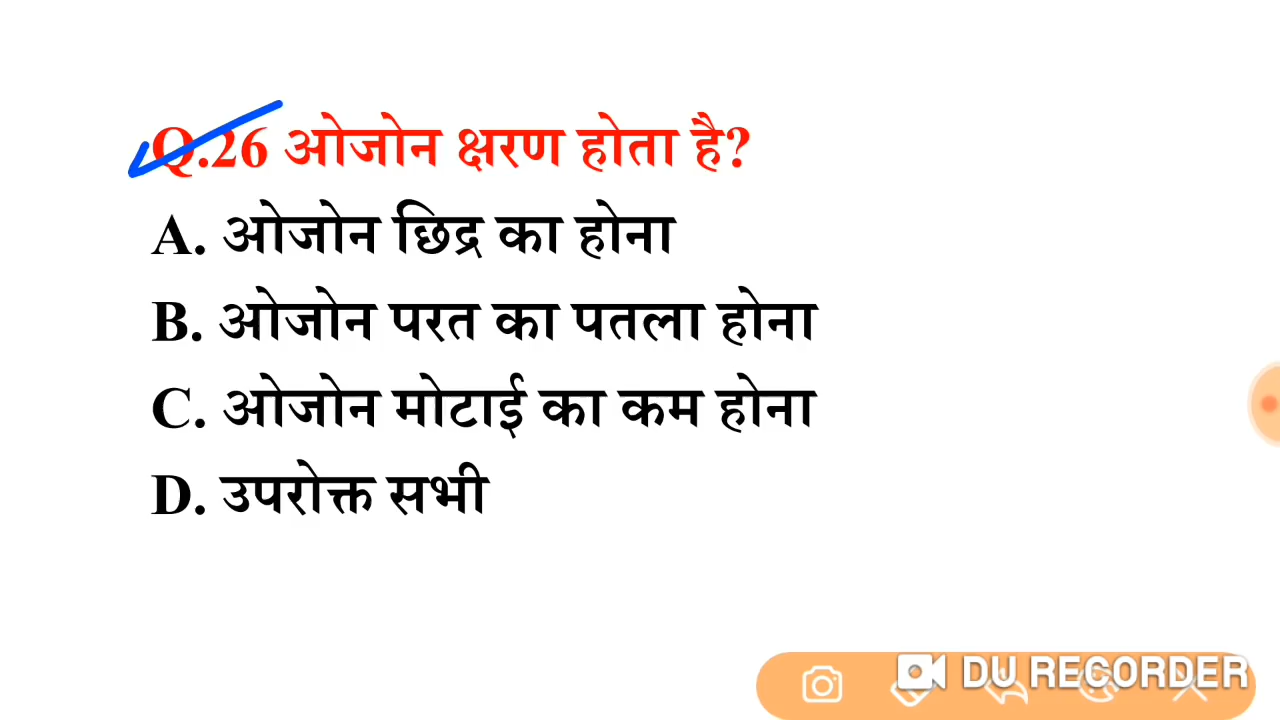 Q.26 ओजोन क्षरण होता है?
A. ओजोन छिद्र का होना
B. ओजोन परत का पतला होना
C. ओजोन मोटाई का कम होना
D. उपरोक्त सभी
DU RECORDER